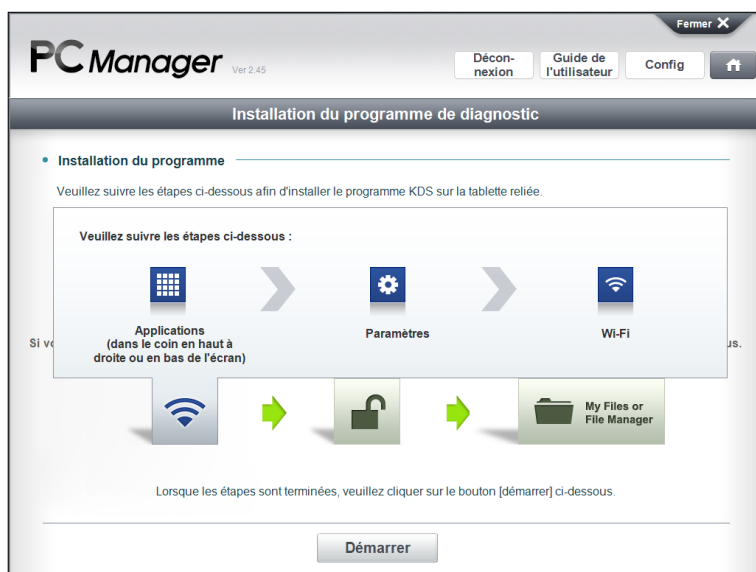 Fermer
PC Manager Ver 2.45
Décon-
nexion
Guide de
l'utilisateur
Config
Installation du programme de diagnostic
Installation du programme
Veuillez suivre les étapes ci-dessous afin d'installer le programme KDS sur la tablette reliée.
Veuillez suivre les étapes ci-dessous :
Applications
(dans le coin en haut à
droite ou en bas de l'écran)
Paramètres
Wi-Fi
Si
us.
My Files or
File Manager
Lorsque les étapes sont terminées, veuillez cliquer sur le bouton [démarrer] ci-dessous.
Démarrer